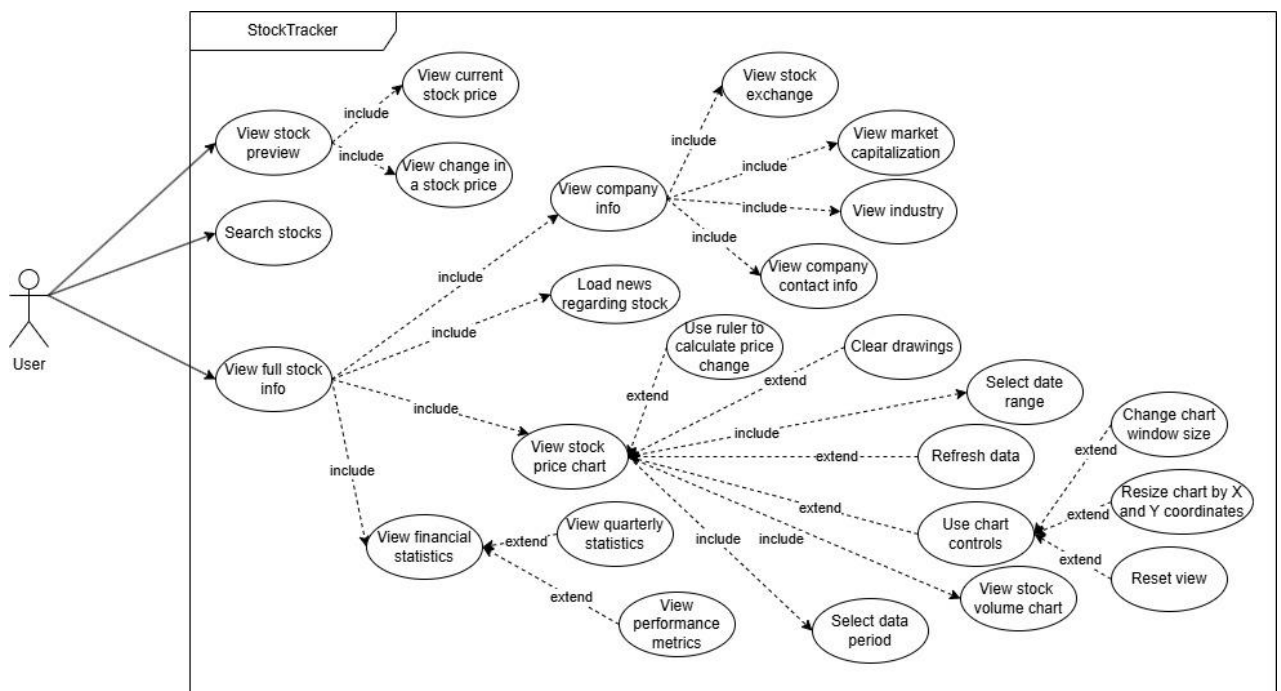 StockTracker
View current
stock price
include
View stock
preview
include
View change in
a stock price
Search stocks
User
View full stock
info
include
View company
info
include
View stock
exchange
include
View market
capitalization
include
View industry
include
View company
contact info
include
Load news
regarding stock
include
View stock
price chart
extend
Use ruler to
calculate price
change
extend
Clear drawings
include
Select date
range
extend
Refresh data
extend
Use chart
controls
extend
Change chart
window size
extend
Resize chart by X
and Y coordinates
extend
Reset view
include
View stock
volume chart
include
Select data
period
include
View financial
statistics
extend
View quarterly
statistics
extend
View
performance
metrics